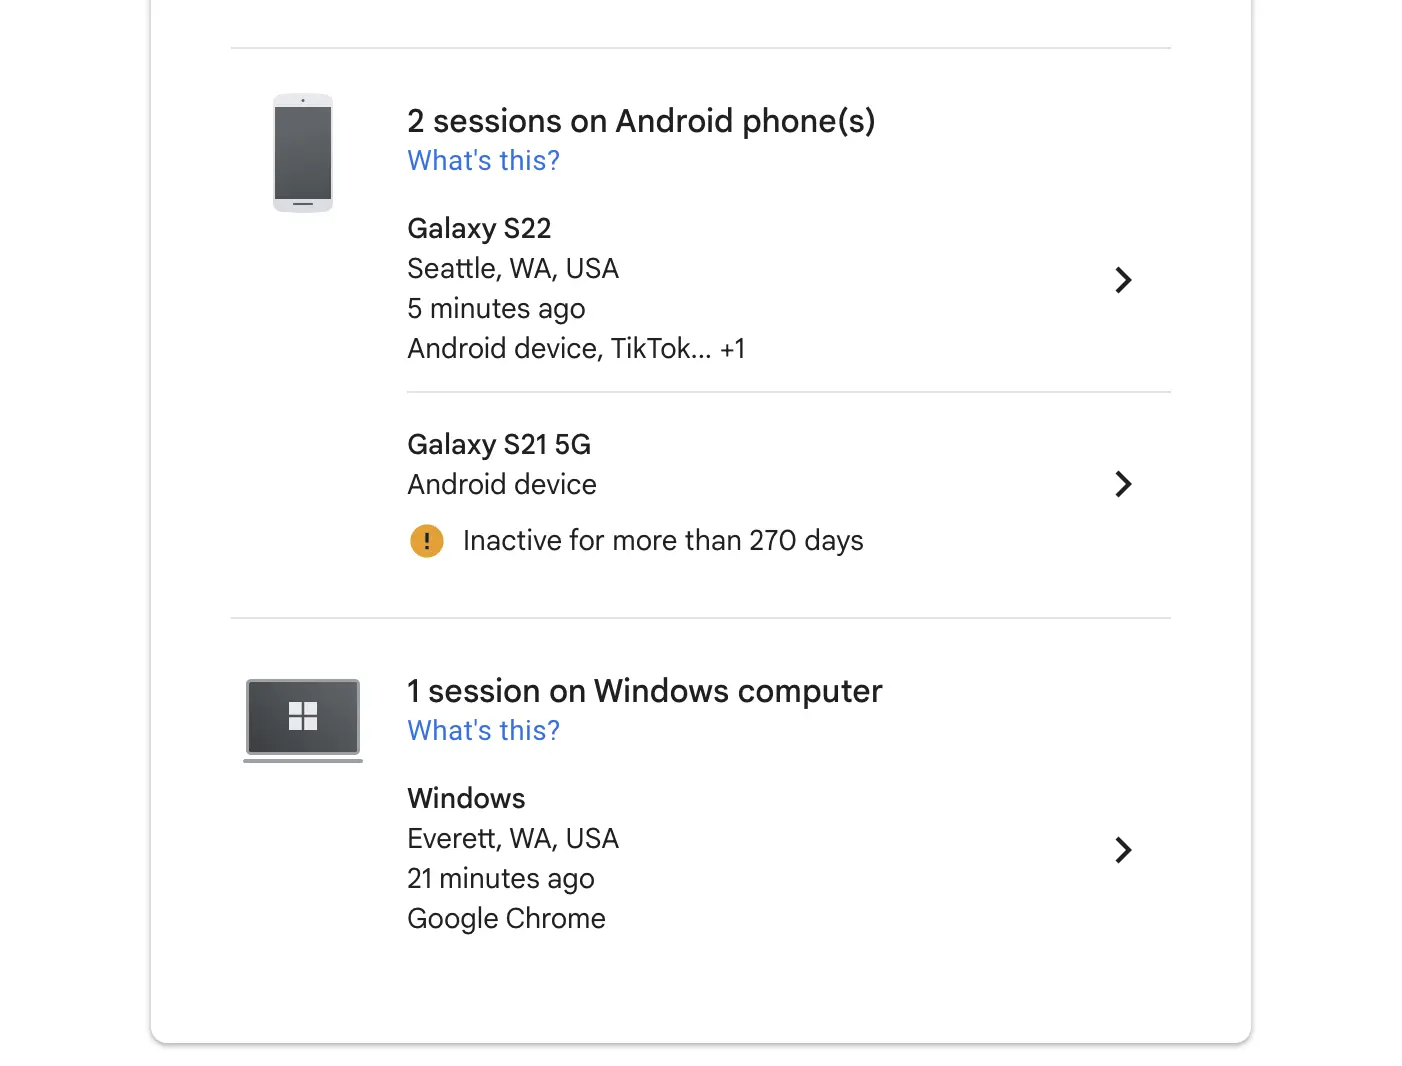 2 sessions on Android phone(s)
What's this?
Galaxy S22
Seattle, WA, USA
5 minutes ago
Android device, TikTok... +1
Galaxy S21 5G
Android device
! Inactive for more than 270 days
1 session on Windows computer
What's this?
Windows
Everett, WA, USA
21 minutes ago
Google Chrome